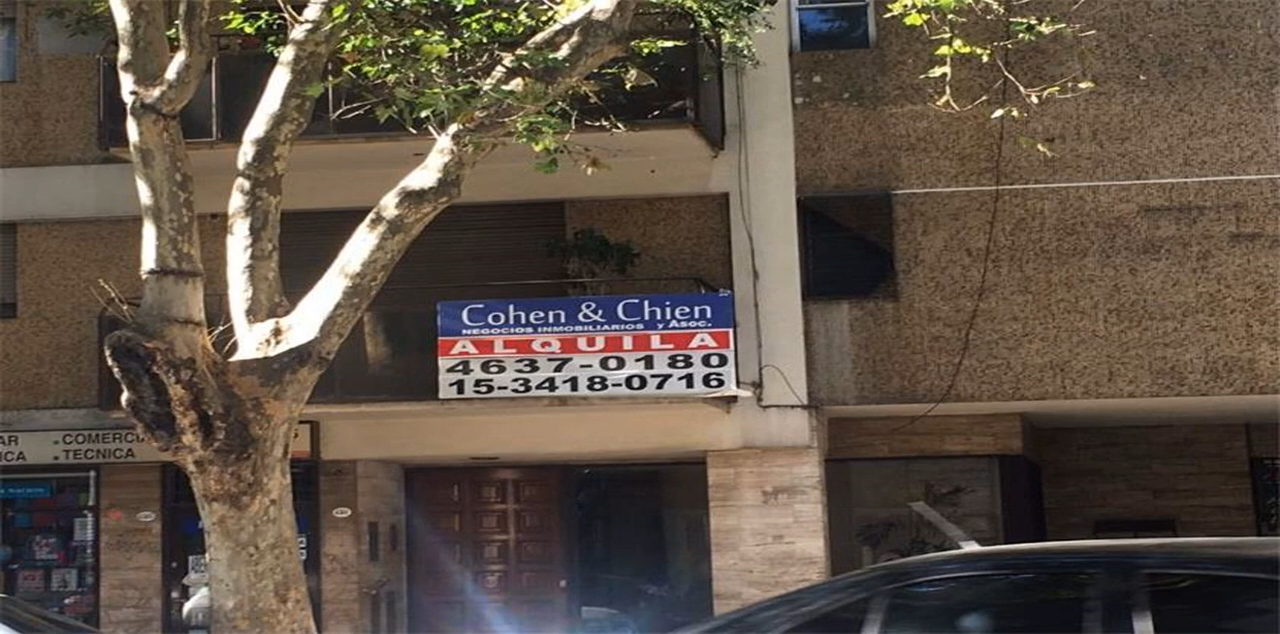 Cohen & Chien
NEGOCIOS INMOBILIARIOS y Asoc.
ALQUILA
4637-0180
15-3418-0716
.COMERC
.TECNICA